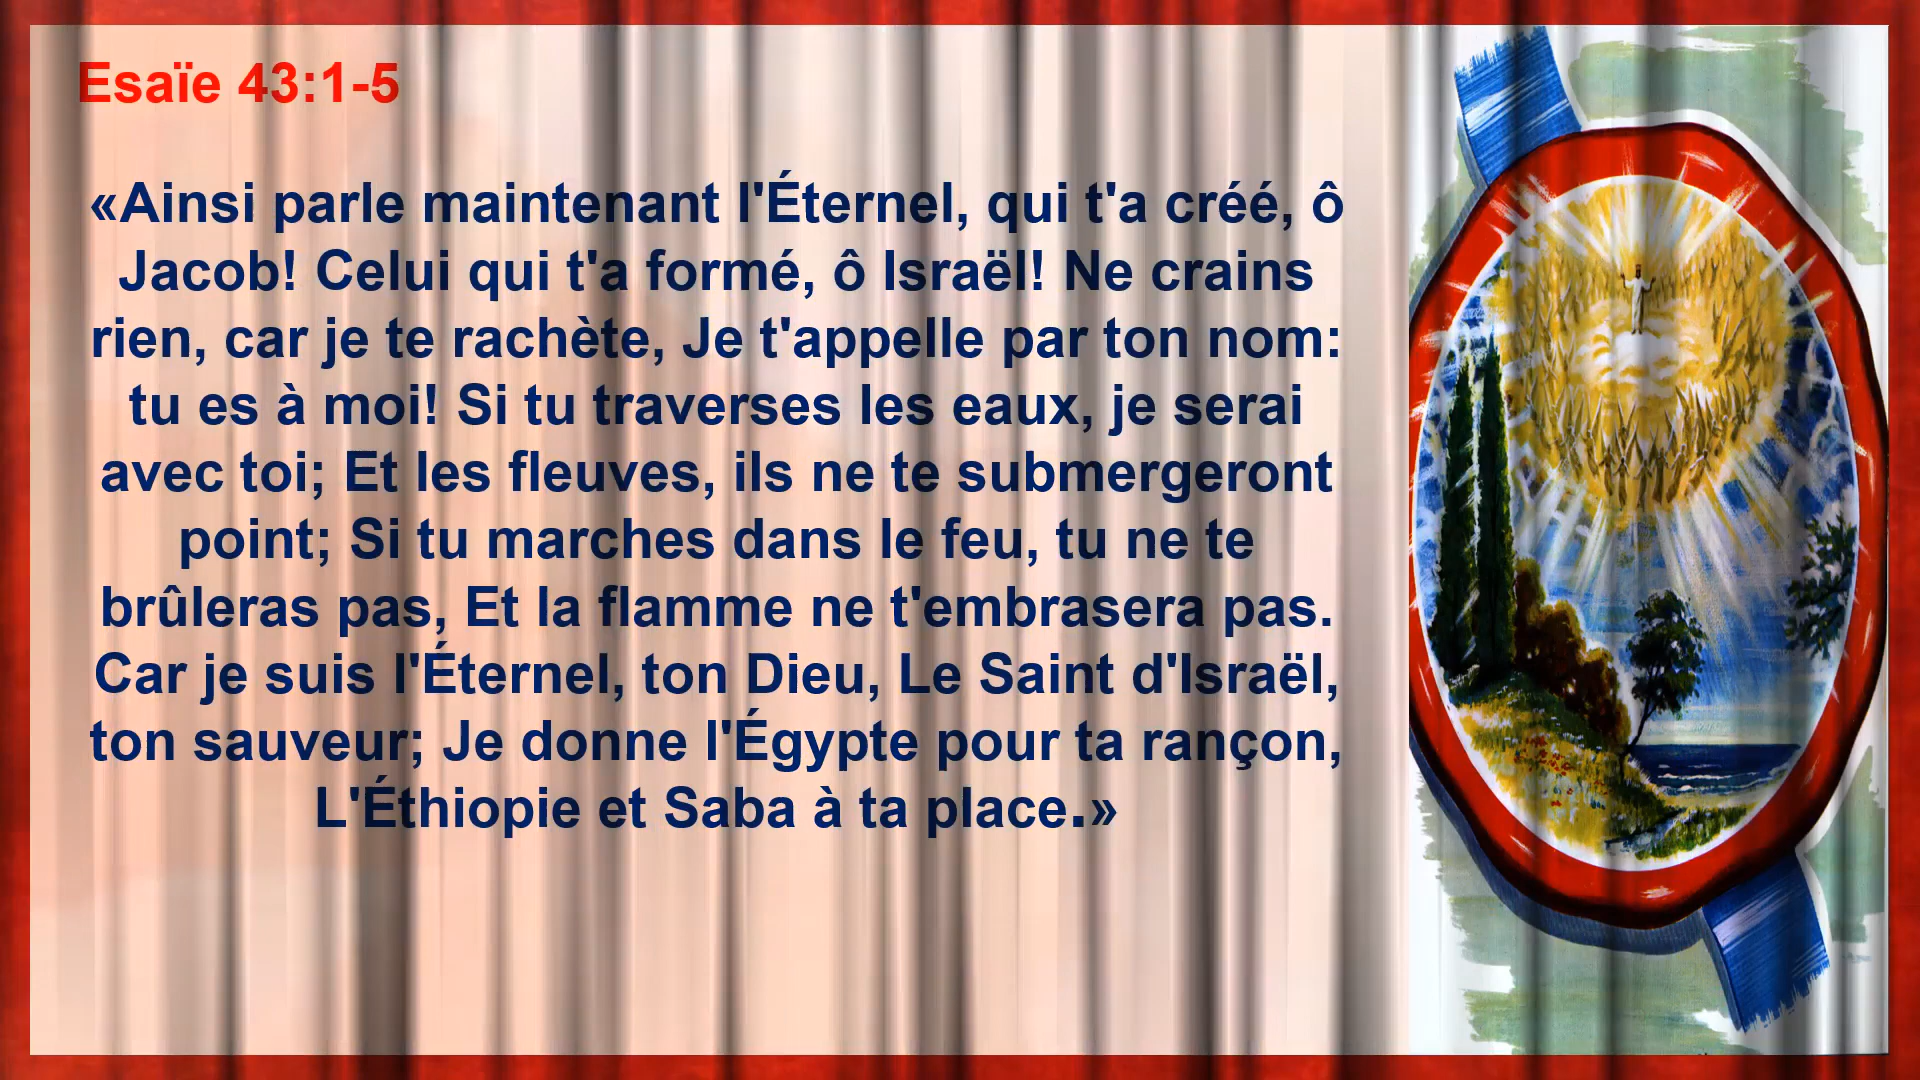 Esaïe 43:1-5
«Ainsi parle maintenant l'Éternel, qui t'a créé, ô
Jacob! Celui qui t'a formé, ô Israël! Ne crains
rien, car je te rachète, Je t'appelle par ton nom:
tu es à moi! Si tu traverses les eaux, je serai
avec toi; Et les fleuves, ils ne te submergeront
point; Si tu marches dans le feu, tu ne te
brûleras pas, Et la flamme ne t'embrasera pas.
Car je suis l'Éternel, ton Dieu, Le Saint d'Israël,
ton sauveur; Je donne l'Égypte pour ta rançon,
L'Éthiopie et Saba à ta place.»